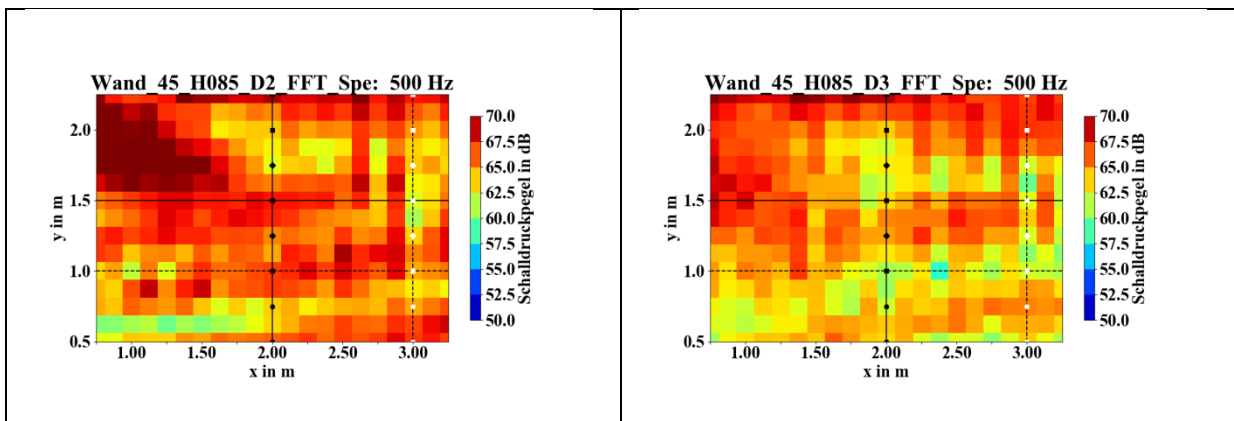 Wand_45_H085_D2_FFT_Spe: 500 Hz
y in m
2.0
1.5
1.0
0.5
1.00 1.50 2.00 2.50 3.00
x in m
70.0
67.5
65.0
62.5
60.0
57.5
55.0
52.5
50.0
Schalldruckpegel in dB
Wand_45_H085_D3_FFT_Spe: 500 Hz
y in m
2.0
1.5
1.0
0.5
1.00 1.50 2.00 2.50 3.00
x in m
70.0
67.5
65.0
62.5
60.0
57.5
55.0
52.5
50.0
Schalldruckpegel in dB